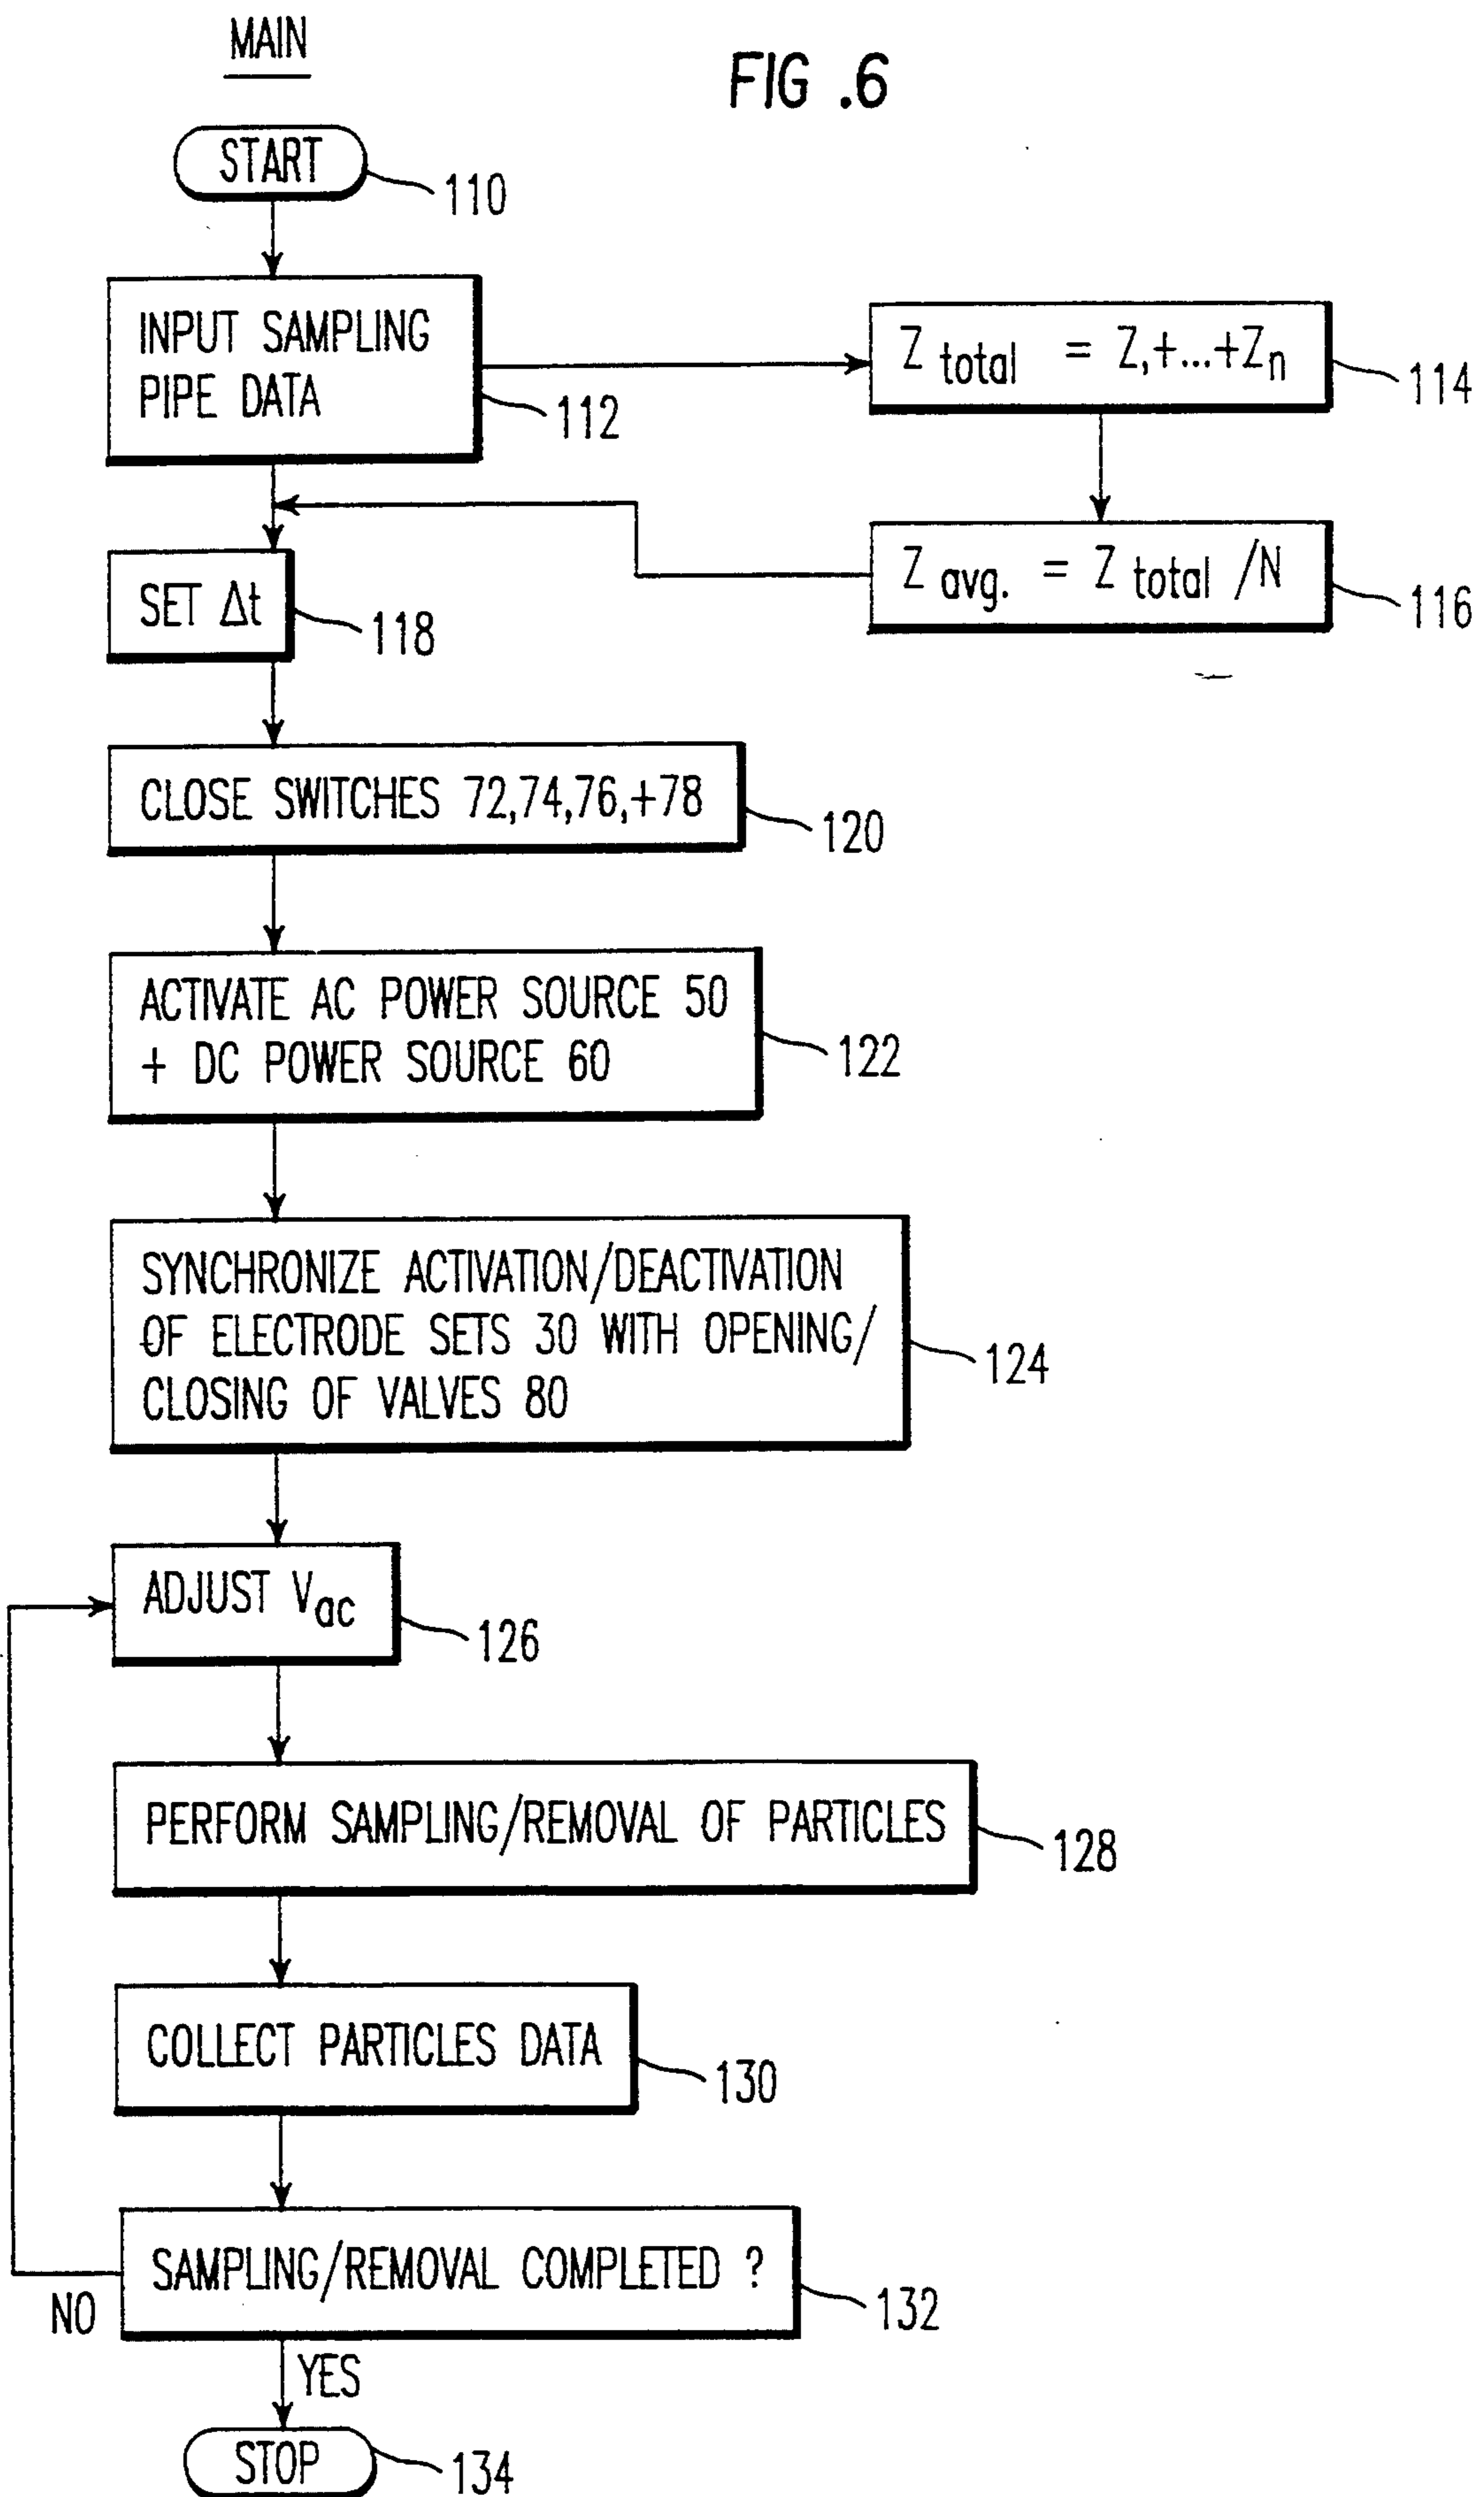 MAIN
FIG .6
START
110
INPUT SAMPLING
PIPE DATA
112
Z total = Z,+...+Zn
114
Z avg. = Z total /N
116
SET Δt
118
CLOSE SWITCHES 72,74,76,+78
120
ACTIVATE AC POWER SOURCE 50
+ DC POWER SOURCE 60
122
SYNCHRONIZE ACTIVATION/DEACTIVATION
OF ELECTRODE SETS 30 WITH OPENING/
CLOSING OF VALVES 80
124
ADJUST Vac
126
PERFORM SAMPLING/REMOVAL OF PARTICLES
128
COLLECT PARTICLES DATA
130
SAMPLING/REMOVAL COMPLETED ?
132
NO
YES
STOP
134